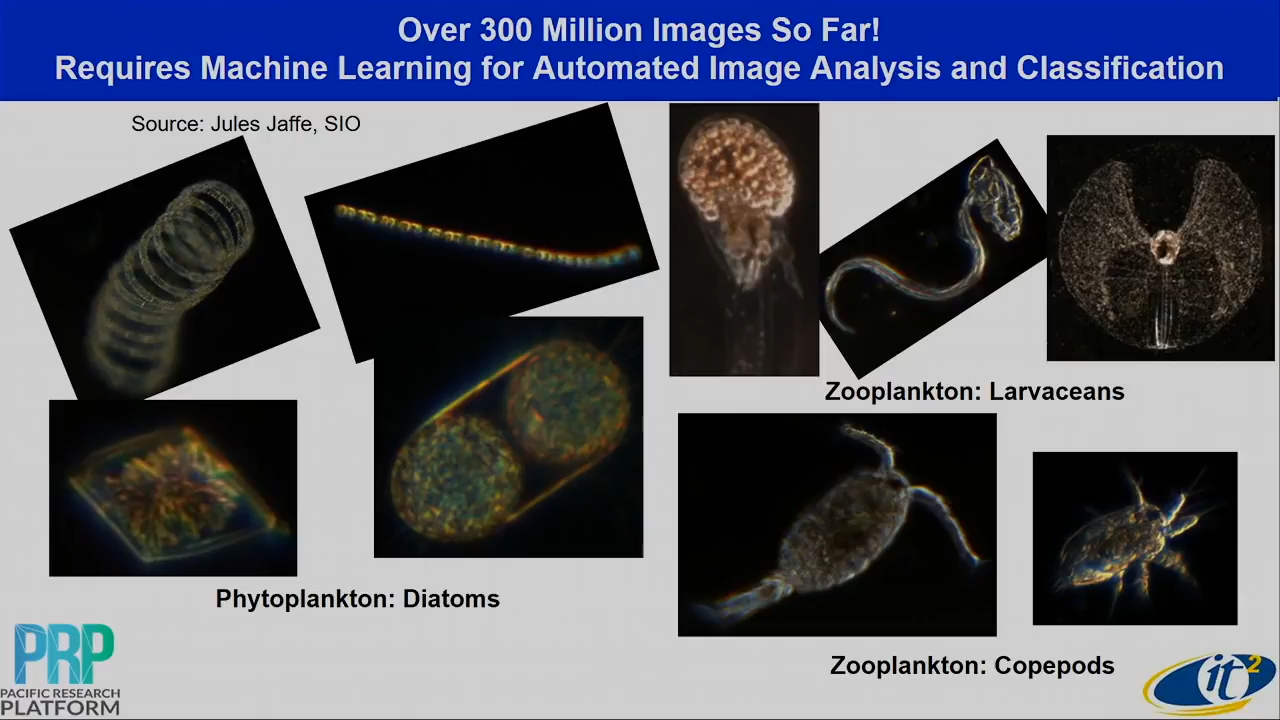 Over 300 Million Images So Far!
Requires Machine Learning for Automated Image Analysis and Classification
Source: Jules Jaffe, SIO
Zooplankton: Larvaceans
Phytoplankton: Diatoms
Zooplankton: Copepods
PRP
PACIFIC RESEARCH
PLATFORM
it2